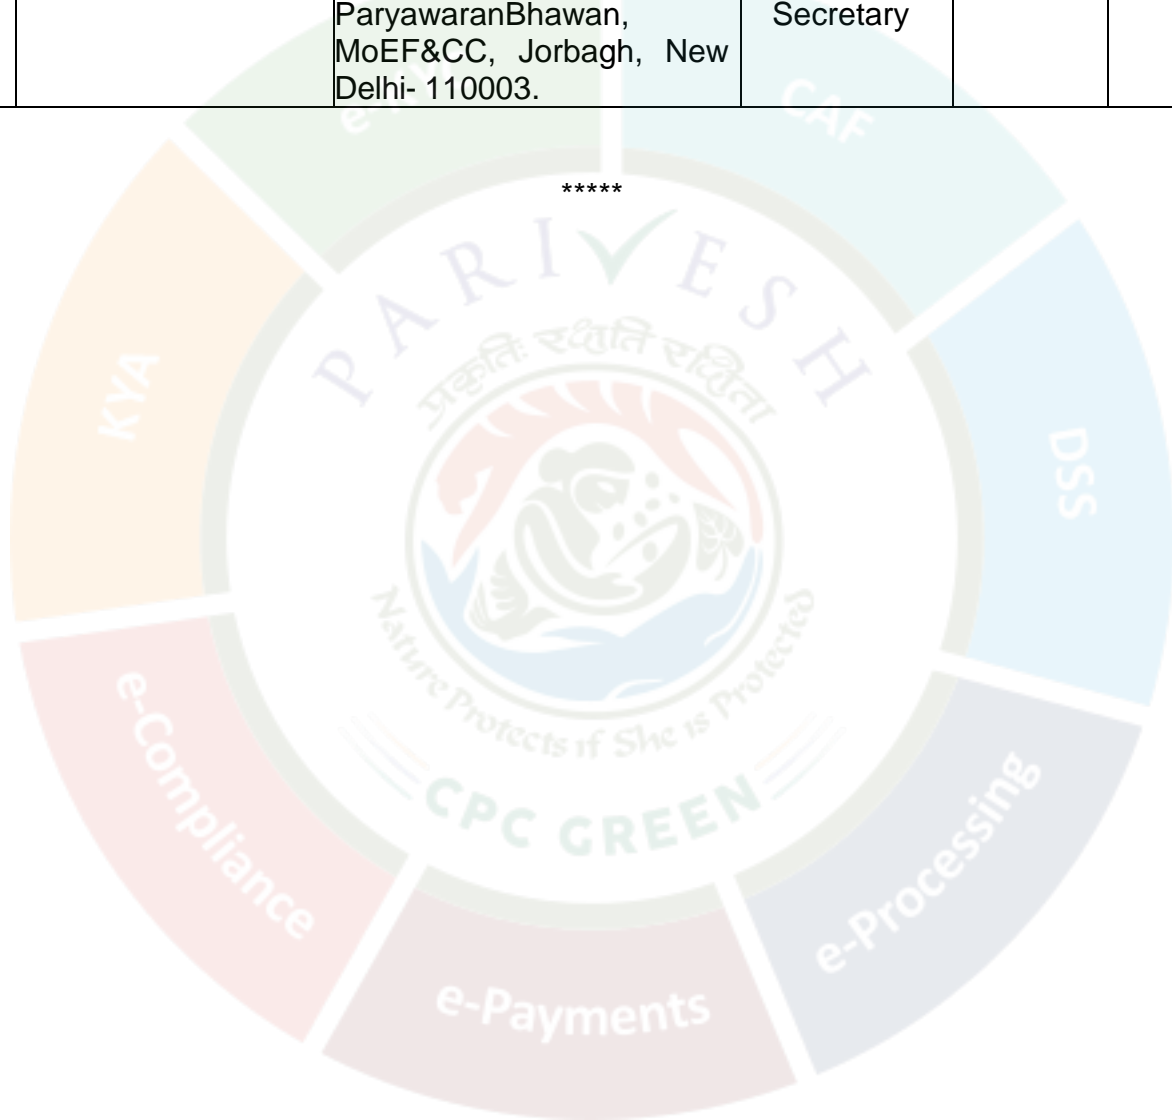 ParyawaranBhawan,
MoEF&CC, Jorbagh, New
Delhi- 110003.
Secretary
*****
e-KYC
CAF
KYA
DSS
PARIVESH
प्रकृतिः रक्षति रक्षिता
Nature Protects if She is Protected
CPC GREEN
e-Compliance
e-Processing
e-Payments